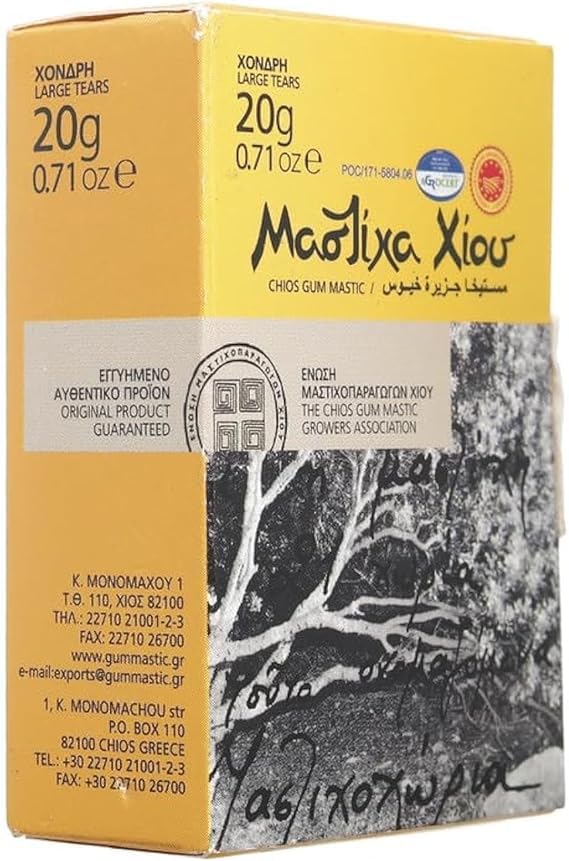 ΧΟΝΔΡΗ
LARGE TEARS
20g
0.71 oz e
ΕΓΓΥΗΜΕΝΟ
ΑΥΘΕΝΤΙΚΟ ΠΡΟΪΟΝ
ORIGINAL PRODUCT
GUARANTEED
Κ. ΜΟΝΟΜΑΧΟΥ 1
Τ.Θ. 110, ΧΙΟΣ 82100
ΤΗΛ.: 22710 21001-2-3
FAX: 22710 26700
www.gummastic.gr
e-mail:exports@gummastic.gr
1, K. MONOMACHOU str
P.O. BOX 110
82100 CHIOS GREECE
TEL.: +30 22710 21001-2-3
FAX: +30 22710 26700
ΧΟΝΔΡΗ
LARGE TEARS
20g
0.71 oz e
POC/171-5804.06
AGROCERT
Μαστίχα Χίου
CHIOS GUM MASTIC / مستيخا جزيرة خيوس
ΕΝΩΣΗ ΜΑΣΤΙΧΟΠΑΡΑΓΩΓΩΝ ΧΙΟΥ
ΕΝΩΣΗ
ΜΑΣΤΙΧΟΠΑΡΑΓΩΓΩΝ ΧΙΟΥ
THE CHIOS GUM MASTIC
GROWERS ASSOCIATION
Μαστιχοχώρια